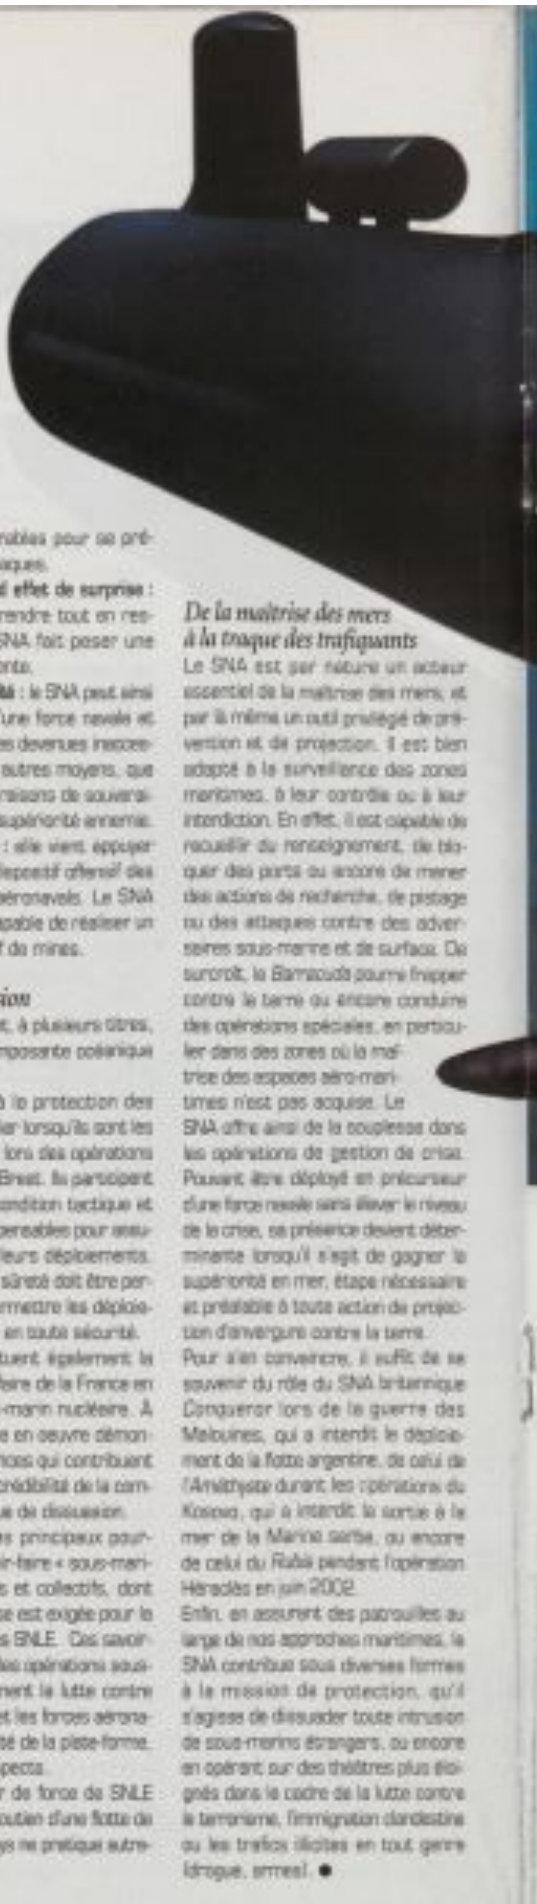 rables pour se pré-
aques.
d effet de surprise :
rendre tout en res-
SNA fait peser une
onte.
ité : le SNA peut ainsi
'une force navale et
es devenues inacces-
autres moyens, que
raisons de souverai-
supériorité ennemie.
: elle vient appuyer
dispositif offensif des
aéronavals. Le SNA
apable de réaliser un
f de mines.
sion
t, à plusieurs titres,
mposante océanique
à la protection des
ier lorsqu'ils sont les
lors des opérations
Brest. Ils participent
condition tactique et
pensables pour assu-
leurs déploiements.
sûreté doit être per-
rmettre les déploie-
en toute sécurité.
tuent également la
faire de la France en
-marin nucléaire. À
e en oeuvre démon-
nces qui contribuent
crédibilité de la com-
ue de dissuasion.
es principaux pour-
ir-faire « sous-mari-
s et collectifs, dont
se est exigée pour la
s SNLE. Ces savoir-
les opérations sous-
ment la lutte contre
et les forces aérona-
té de la plate-forme,
pects.
r de force de SNLE
outien d'une flotte de
ys ne pratique autre-
De la maîtrise des mers
à la traque des trafiquants
Le SNA est par nature un acteur
essentiel de la maîtrise des mers, et
par là même un outil privilégié de pré-
vention et de projection. Il est bien
adapté à la surveillance des zones
maritimes, à leur contrôle ou à leur
interdiction. En effet, il est capable de
recueillir du renseignement, de blo-
quer des ports ou encore de mener
des actions de recherche, de pistage
ou des attaques contre des adver-
saires sous-marins et de surface. De
surcroît, le Barracuda pourra frapper
contre la terre ou encore conduire
des opérations spéciales, en particu-
lier dans des zones où la maî-
trise des espaces aéro-mari-
times n'est pas acquise. Le
SNA offre ainsi de la souplesse dans
les opérations de gestion de crise.
Pouvant être déployé en précurseur
d'une force navale sans élever le niveau
de la crise, sa présence devient déter-
minante lorsqu'il s'agit de gagner la
supériorité en mer, étape nécessaire
et préalable à toute action de projec-
tion d'envergure contre la terre.
Pour s'en convaincre, il suffit de se
souvenir du rôle du SNA britannique
Conqueror lors de la guerre des
Malouines, qui a interdit le déploie-
ment de la flotte argentine, de celui de
l'Améthyste durant les opérations du
Kosovo, qui a interdit la sortie à la
mer de la Marine serbe, ou encore
de celui du Rubis pendant l'opération
Héraclès en juin 2002.
Enfin, en assurant des patrouilles au
large de nos approches maritimes, le
SNA contribue sous diverses formes
à la mission de protection, qu'il
s'agisse de dissuader toute intrusion
de sous-marins étrangers, ou encore
en opérant sur des théâtres plus éloi-
gnés dans le cadre de la lutte contre
le terrorisme, l'immigration clandestine
ou les trafics illicites en tout genre
(drogue, armes). ●